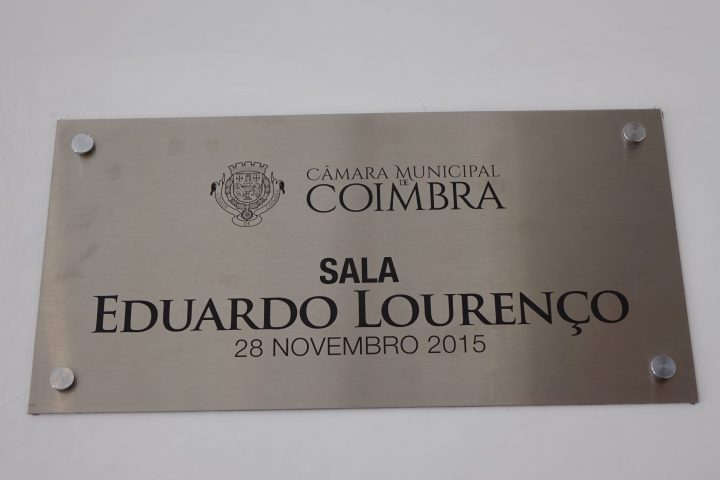 CÂMARA MUNICIPAL
DE
COIMBRA
SALA
EDUARDO LOURENÇO
28 NOVEMBRO 2015